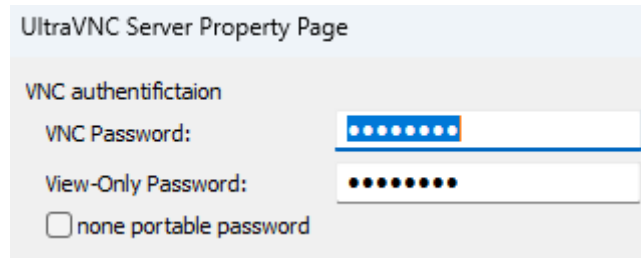 UltraVNC Server Property Page
VNC authentifictaion
VNC Password: ●●●●●●●●
View-Only Password: ●●●●●●●●
none portable password